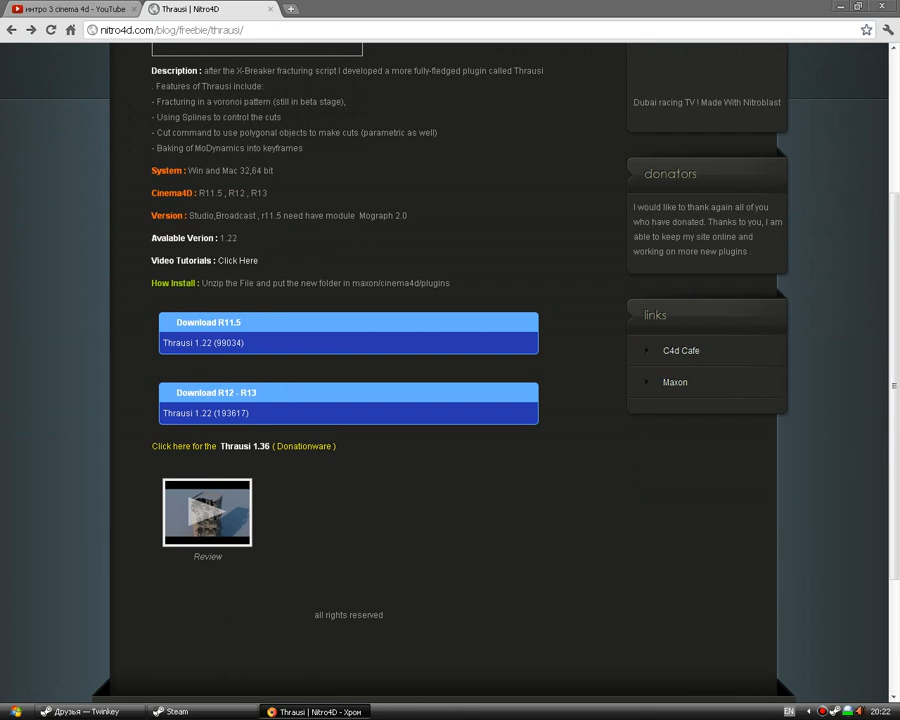 интро 3 cinema 4d - YouTube
Thrausi | Nitro4D
nitro4d.com/blog/freebie/thrausi/
Description : after the X-Breaker fracturing script I developed a more fully-fledged plugin called Thrausi
. Features of Thrausi include:
- Fracturing in a voronoi pattern (still in beta stage),
- Using Splines to control the cuts
- Cut command to use polygonal objects to make cuts (parametric as well)
- Baking of MoDynamics into keyframes
System : Win and Mac 32,64 bit
Cinema4D : R11.5 , R12 , R13
Version : Studio,Broadcast , r11.5 need have module Mograph 2.0
Avalable Verion : 1.22
Video Tutorials : Click Here
How Install : Unzip the File and put the new folder in maxon/cinema4d/plugins
Download R11.5
Thrausi 1.22 (99034)
Download R12 - R13
Thrausi 1.22 (193617)
Click here for the Thrausi 1.36 ( Donationware )
Review
all rights reserved
Dubai racing TV | Made With Nitroblast
donators
I would like to thank again all of you
who have donated. Thanks to you, I am
able to keep my site online and
working on more new plugins .
links
C4d Cafe
Maxon
Друзья — Twinkey
Steam
Thrausi | Nitro4D - Хром
EN
20:22